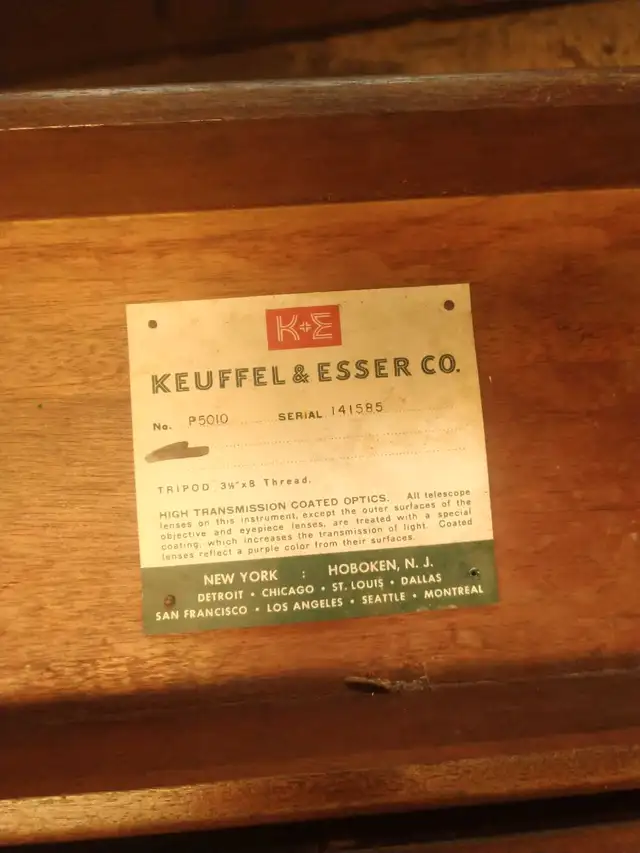 K+E
KEUFFEL & ESSER CO.
No. P5010 SERIAL 141585
TRIPOD 3½"x8 Thread.
HIGH TRANSMISSION COATED OPTICS. All telescope
lenses on this instrument, except the outer surfaces of the
objective and eyepiece lenses, are treated with a special
coating, which increases the transmission of light. Coated
lenses reflect a purple color from their surfaces.
NEW YORK : HOBOKEN, N. J.
DETROIT • CHICAGO • ST. LOUIS • DALLAS
SAN FRANCISCO • LOS ANGELES • SEATTLE • MONTREAL